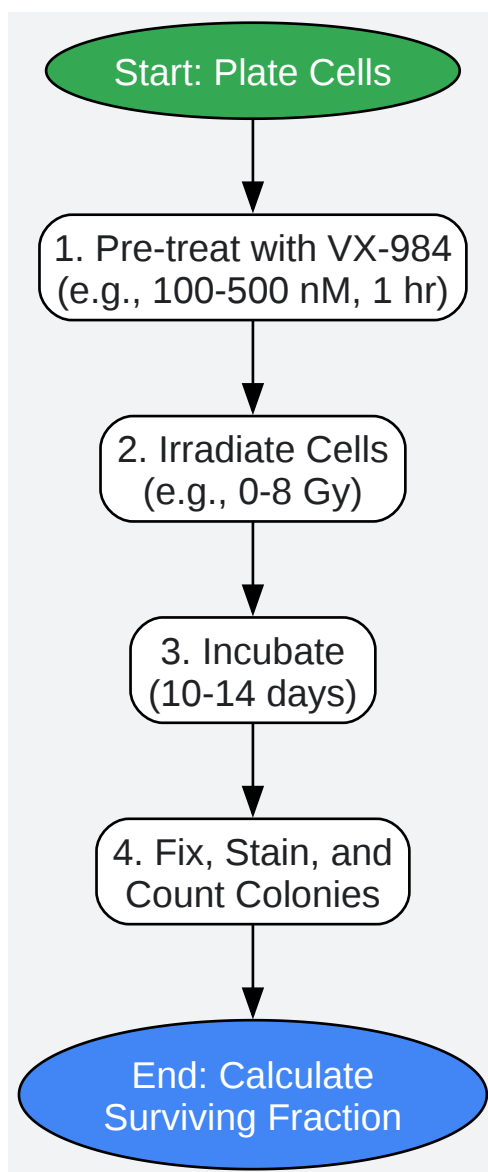 Start: Plate Cells
1. Pre-treat with VX-984
(e.g., 100-500 nM, 1 hr)
2. Irradiate Cells
(e.g., 0-8 Gy)
3. Incubate
(10-14 days)
4. Fix, Stain, and
Count Colonies
End: Calculate
Surviving Fraction